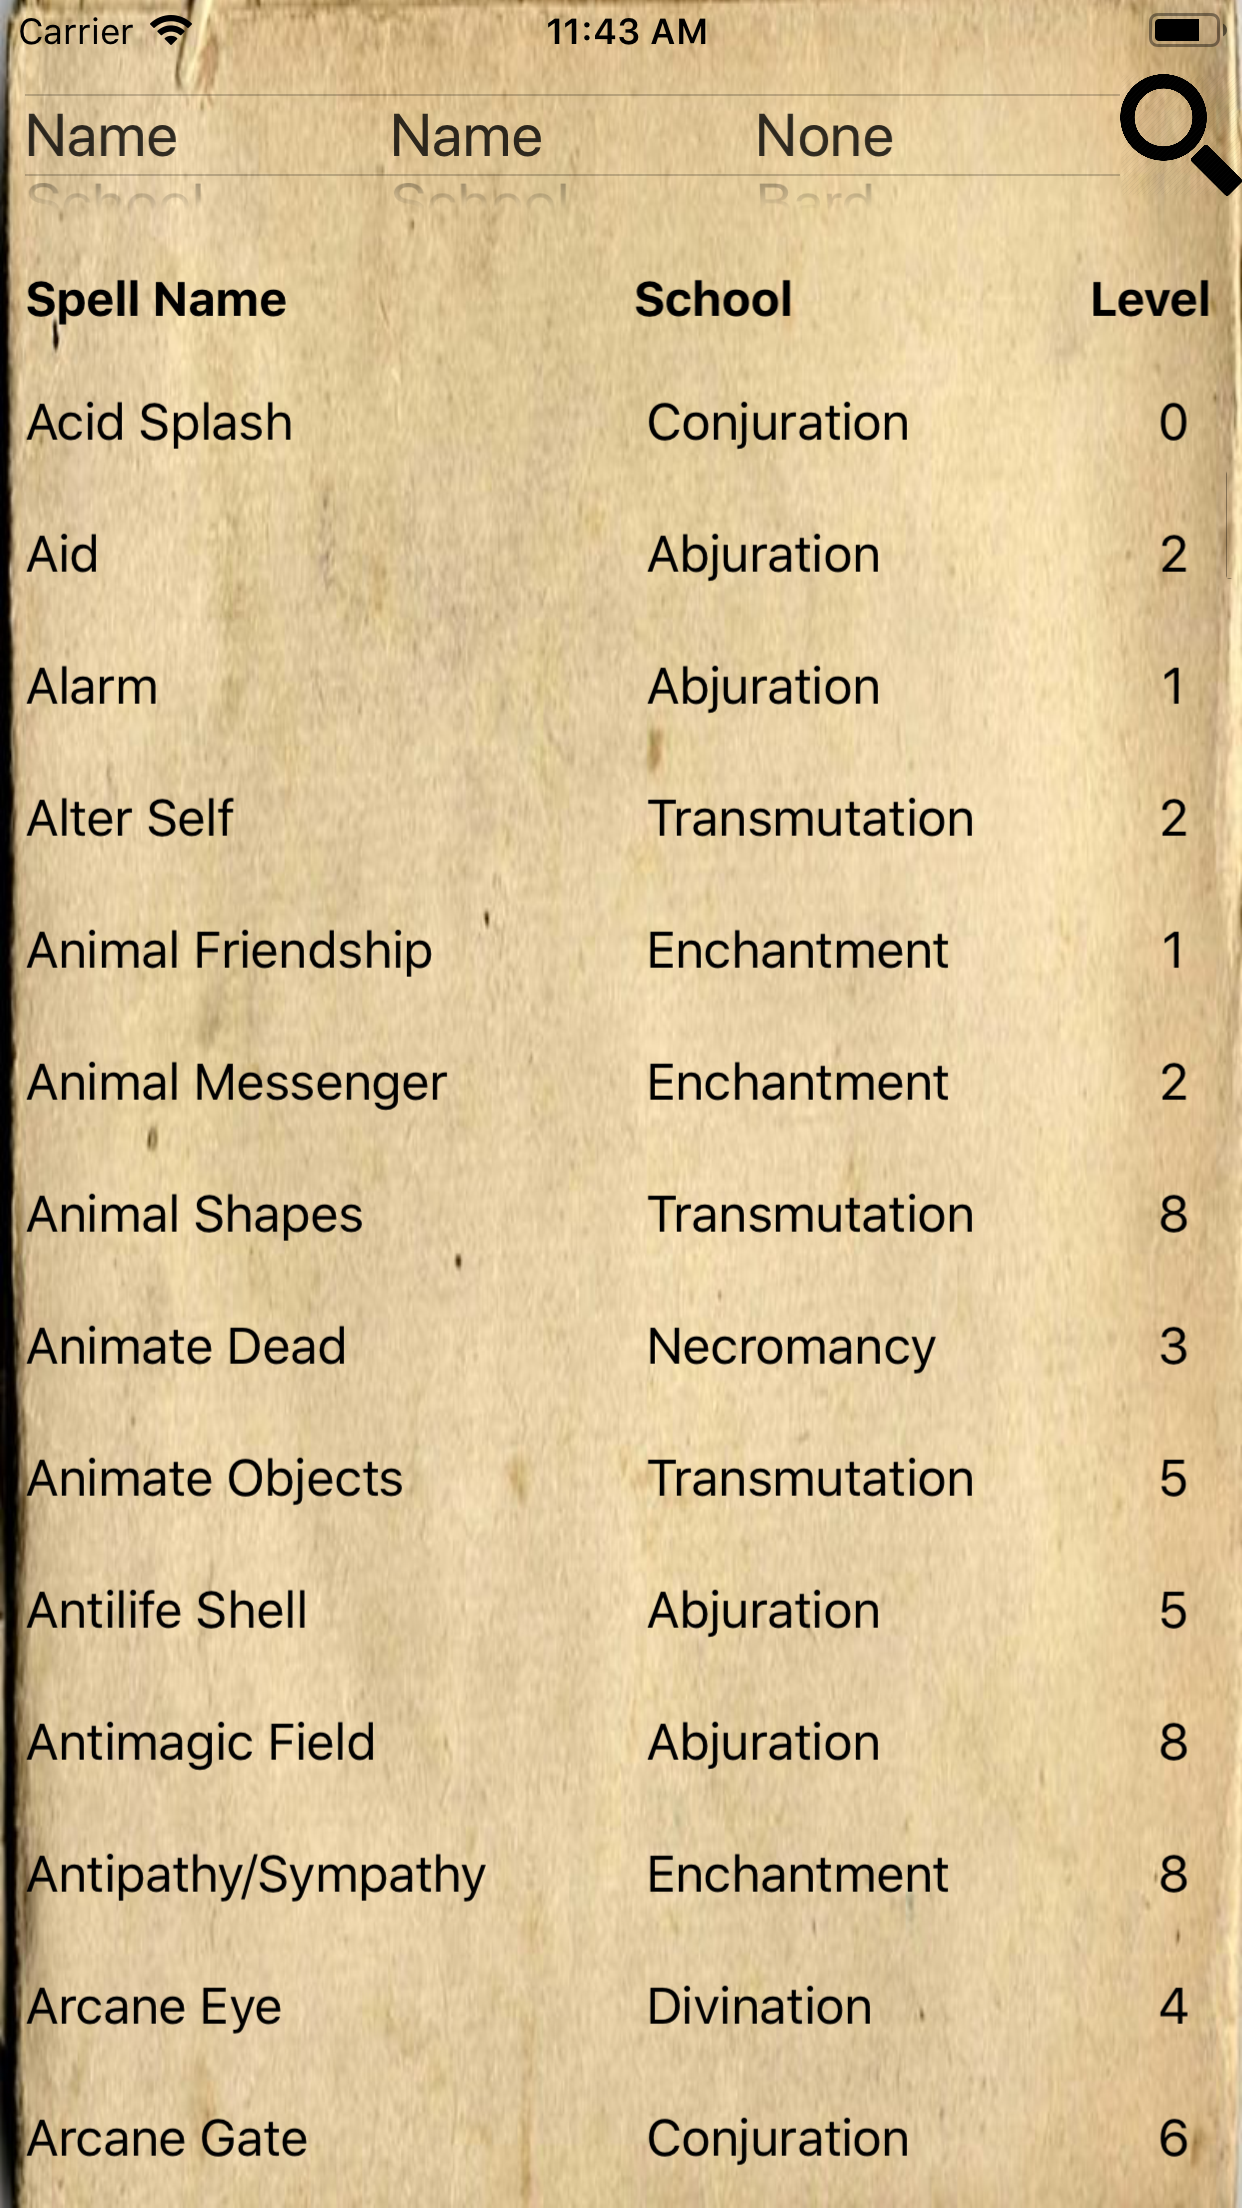 Carrier 11:43 AM
Name Name None
School School Bard
Spell Name School Level
Acid Splash Conjuration 0
Aid Abjuration 2
Alarm Abjuration 1
Alter Self Transmutation 2
Animal Friendship Enchantment 1
Animal Messenger Enchantment 2
Animal Shapes Transmutation 8
Animate Dead Necromancy 3
Animate Objects Transmutation 5
Antilife Shell Abjuration 5
Antimagic Field Abjuration 8
Antipathy/Sympathy Enchantment 8
Arcane Eye Divination 4
Arcane Gate Conjuration 6